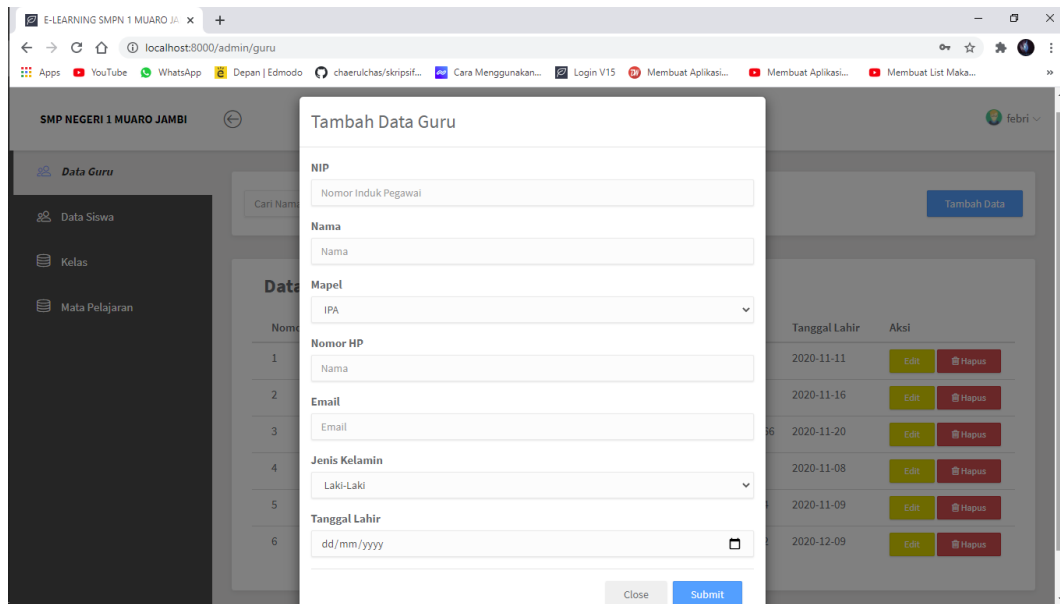 E-LEARNING SMPN 1 MUARO JA
localhost:8000/admin/guru
Apps YouTube WhatsApp Depan | Edmodo chaerulchas/skripsif... Cara Menggunakan... Login V15 Membuat Aplikasi... Membuat Aplikasi... Membuat List Maka...
SMP NEGERI 1 MUARO JAMBI
febri
Data Guru
Data Siswa
Kelas
Mata Pelajaran
Cari Nama
Tambah Data
Tambah Data Guru
NIP
Nomor Induk Pegawai
Nama
Nama
Mapel
IPA
Nomor HP
Nama
Email
Email
Jenis Kelamin
Laki-Laki
Tanggal Lahir
dd/mm/yyyy
Close Submit
Data
Nomo Tanggal Lahir Aksi
1 2020-11-11 Edit Hapus
2 2020-11-16 Edit Hapus
3 66 2020-11-20 Edit Hapus
4 2020-11-08 Edit Hapus
5 2020-11-09 Edit Hapus
6 2020-12-09 Edit Hapus